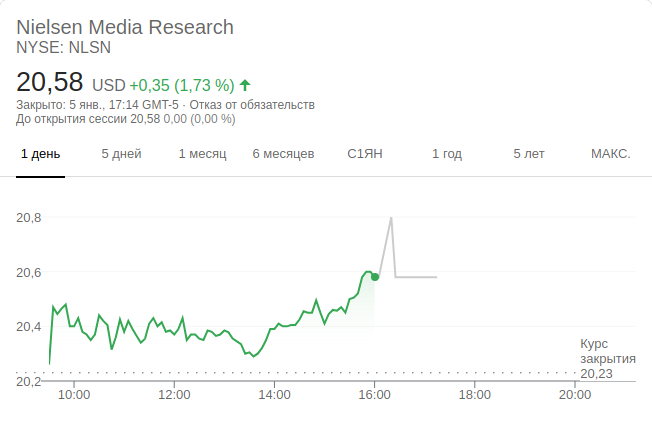 Nielsen Media Research
NYSE: NLSN
20,58 USD +0,35 (1,73 %)
Закрыто: 5 янв., 17:14 GMT-5 · Отказ от обязательств
До открытия сессии 20,58 0,00 (0,00 %)
1 день 5 дней 1 месяц 6 месяцев С1ЯН 1 год 5 лет МАКС.
20,8
20,6
20,4
20,2
Курс
закрытия
20,23
10:00 12:00 14:00 16:00 18:00 20:00